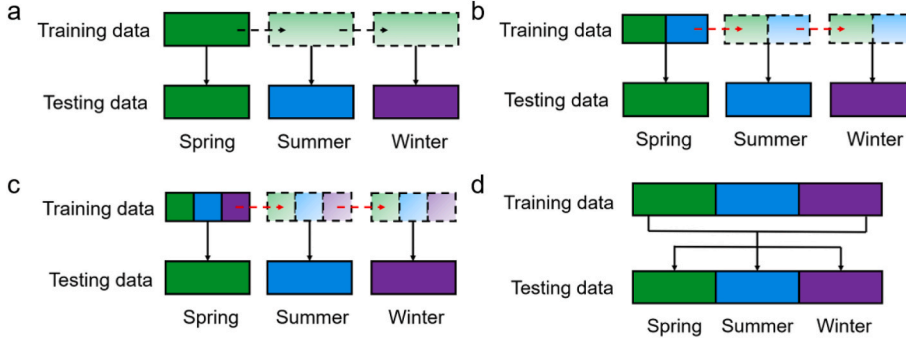 a
Training data
Testing data
Spring Summer Winter
b
Training data
Testing data
Spring Summer Winter
c
Training data
Testing data
Spring Summer Winter
d
Training data
Testing data
Spring Summer Winter